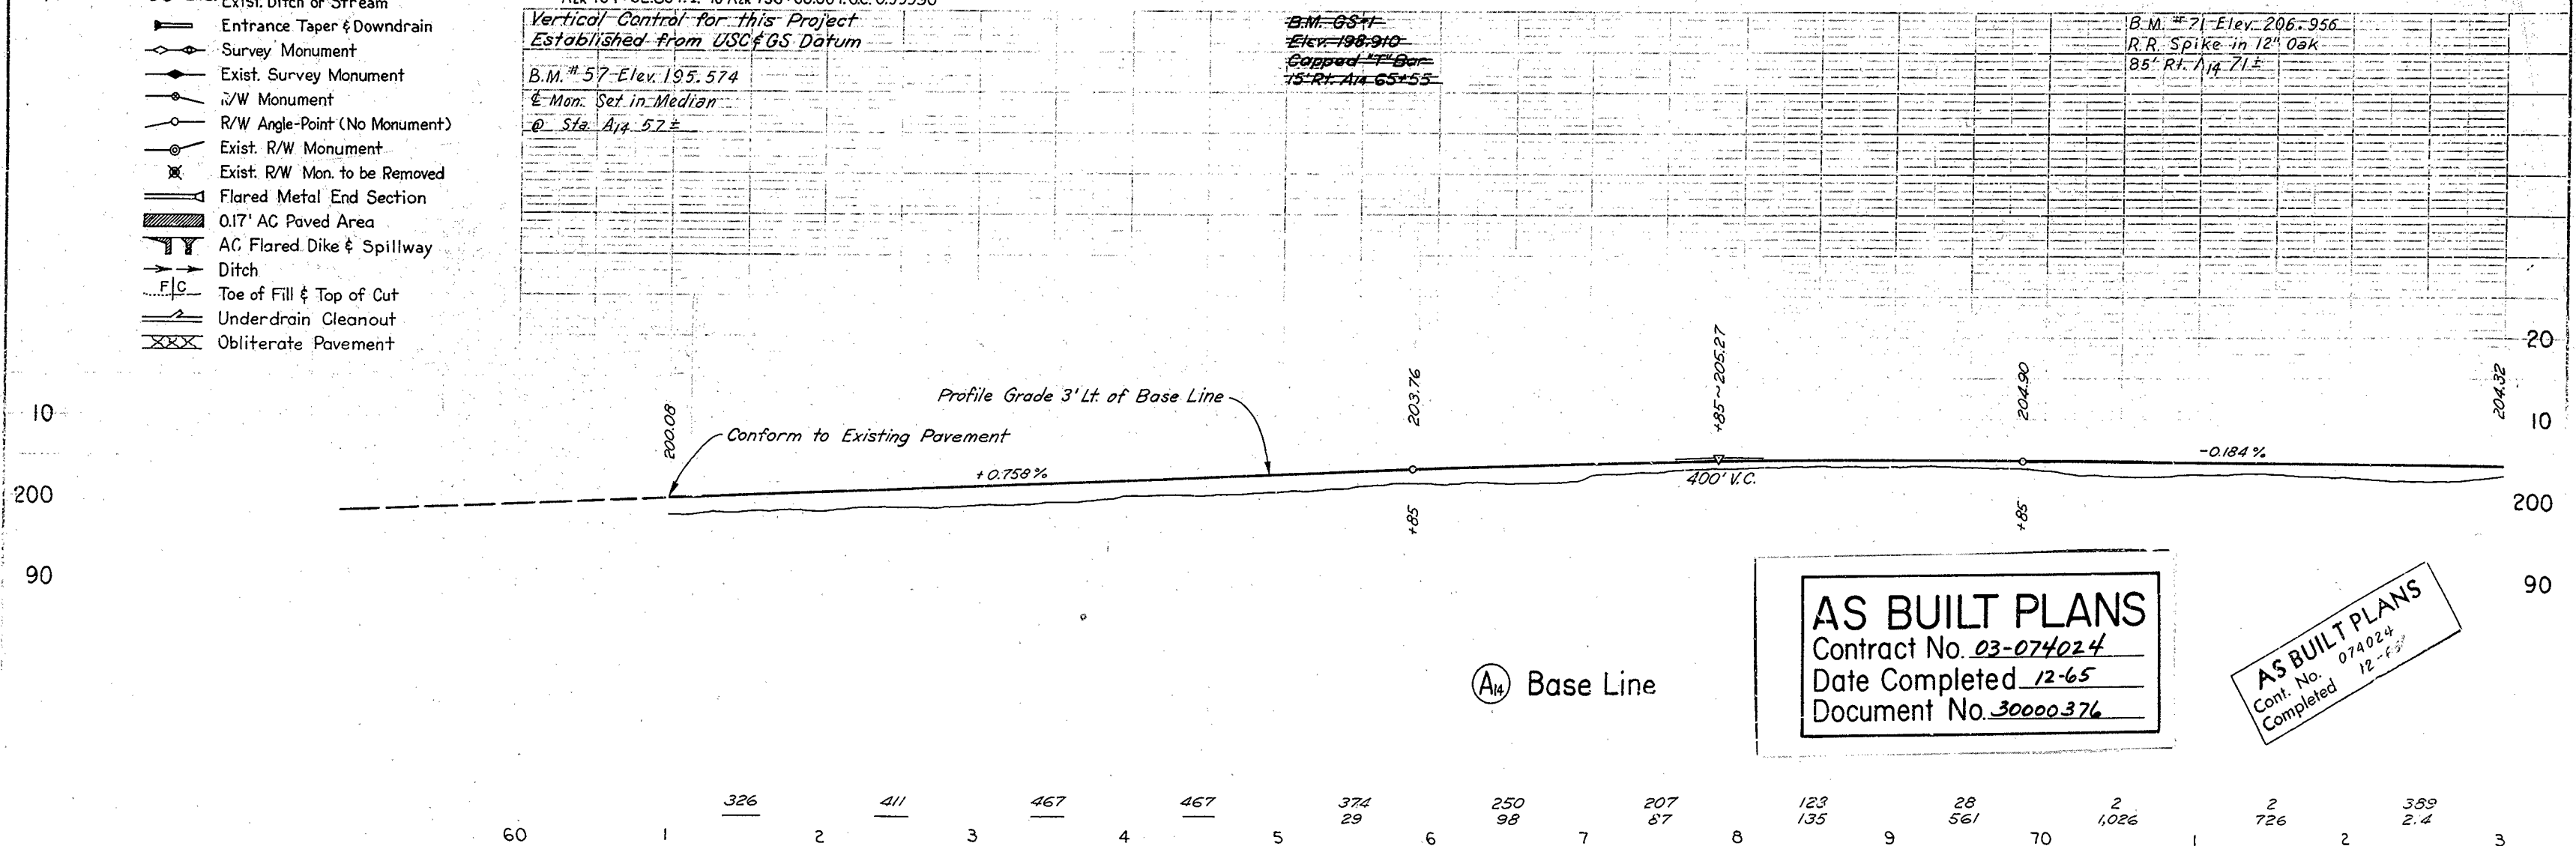 Exist. Ditch or Stream
Entrance Taper & Downdrain
Survey Monument
Exist. Survey Monument
R/W Monument
R/W Angle-Point (No Monument)
Exist. R/W Monument
Exist. R/W Mon. to be Removed
Flared Metal End Section
0.17' AC Paved Area
AC Flared Dike & Spillway
Ditch
F|C Toe of Fill & Top of Cut
Underdrain Cleanout
Obliterate Pavement
Vertical Control for this Project
Established from USC&GS Datum
B.M. #57 Elev. 195.574
℄ Mon. Set in Median
@ Sta. A14 57±
B.M. GS-1
Elev. 198.910
Capped "T" Bar
15' Rt. A14 65+55
B.M. #71 Elev. 206.956
R.R. Spike in 12" Oak
85' Rt. A14 71±
20
10
200
90
10
200
90
200.08
Conform to Existing Pavement
Profile Grade 3' Lt. of Base Line
+0.758%
203.76
+85
+85~205.27
400' V.C.
204.90
+85
-0.184%
204.32
A14 Base Line
AS BUILT PLANS
Contract No. 03-074024
Date Completed 12-65
Document No. 30000376
AS BUILT PLANS
Cont. No. 074024
Completed
326 411 467 467 374 250 207 123 28 2 2 389
29 98 87 135 561 1,026 726 2.4
60 1 2 3 4 5 6 7 8 9 70 1 2 3